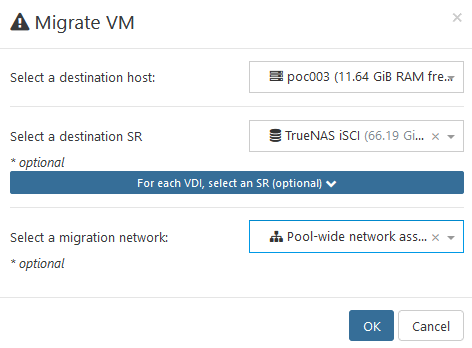 Migrate VM
×
Select a destination host:
poc003 (11.64 GiB RAM fre...
Select a destination SR
TrueNAS iSCI (66.19 Gi... ×
* optional
For each VDI, select an SR (optional)
Select a migration network:
Pool-wide network ass... ×
* optional
OK
Cancel